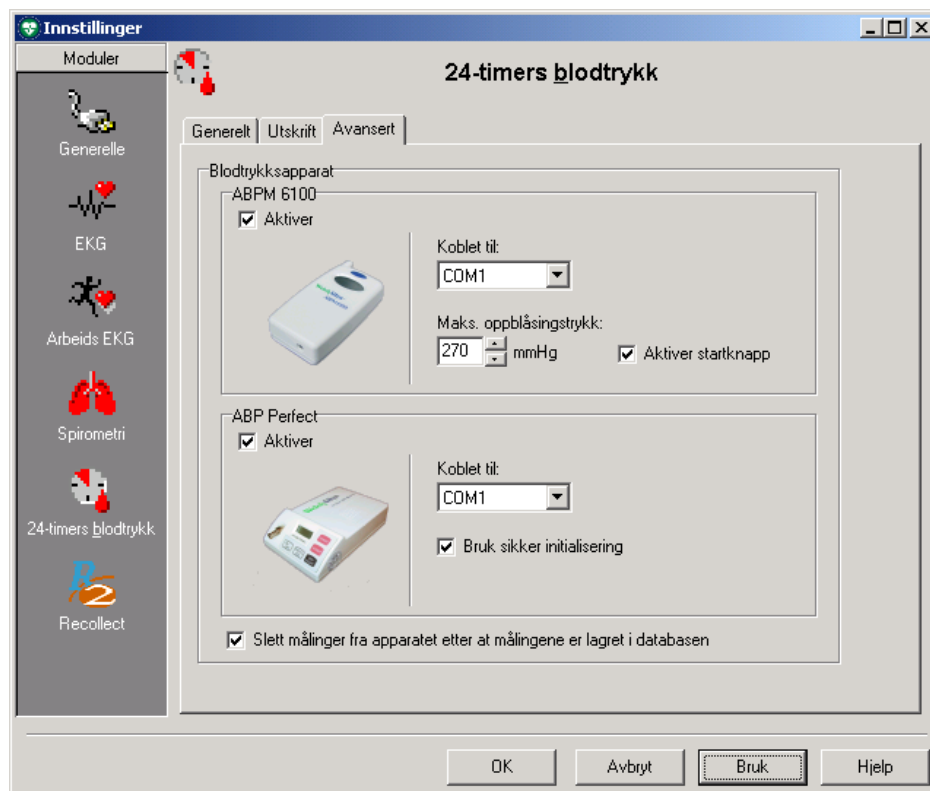 Innstillinger
Moduler
Generelle
EKG
Arbeids EKG
Spirometri
24-timers blodtrykk
Recollect
24-timers blodtrykk
Generelt
Utskrift
Avansert
Blodtrykksapparat
ABPM 6100
Aktiver
Koblet til:
COM1
Maks. oppblåsingstrykk:
270 mmHg
Aktiver startknapp
ABP Perfect
Aktiver
Koblet til:
COM1
Bruk sikker initialisering
Slett målinger fra apparatet etter at målingene er lagret i databasen
OK
Avbryt
Bruk
Hjelp